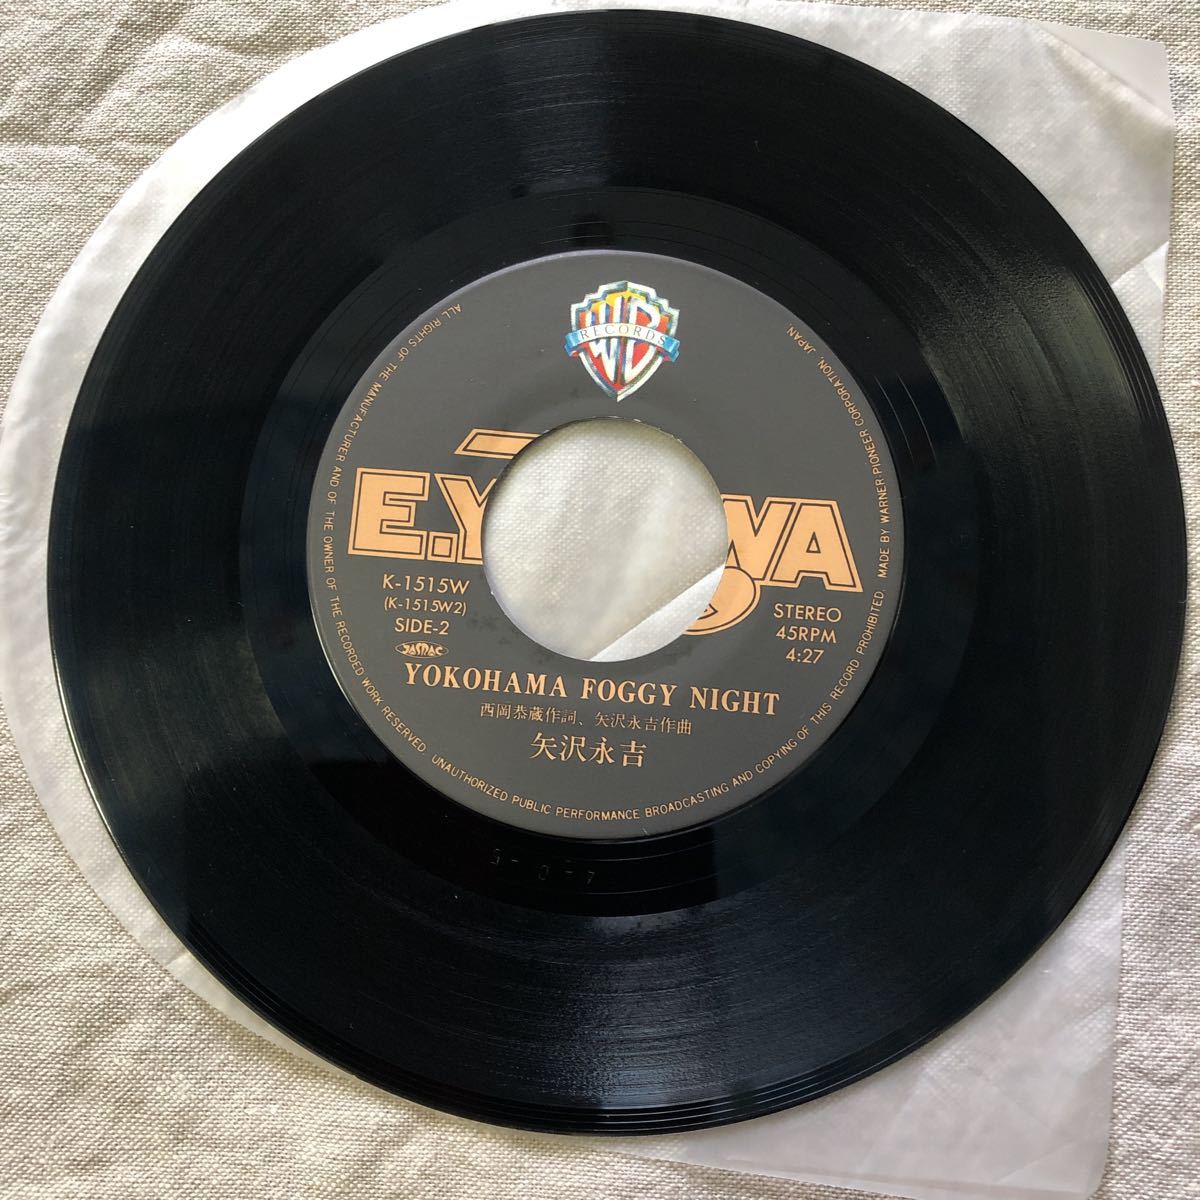 WB
RECORDS
E.Y WA
K-1515W
(K-1515W2)
SIDE-2
JASRAC
STEREO
45RPM
4:27
YOKOHAMA FOGGY NIGHT
西岡恭蔵作詞、矢沢永吉作曲
矢沢永吉
ALL RIGHTS OF THE MANUFACTURER AND OF THE OWNER OF THE RECORDED WORK RESERVED. UNAUTHORIZED PUBLIC PERFORMANCE BROADCASTING AND COPYING OF THIS RECORD PROHIBITED. MADE BY WARNER-PIONEER CORPORATION, JAPAN